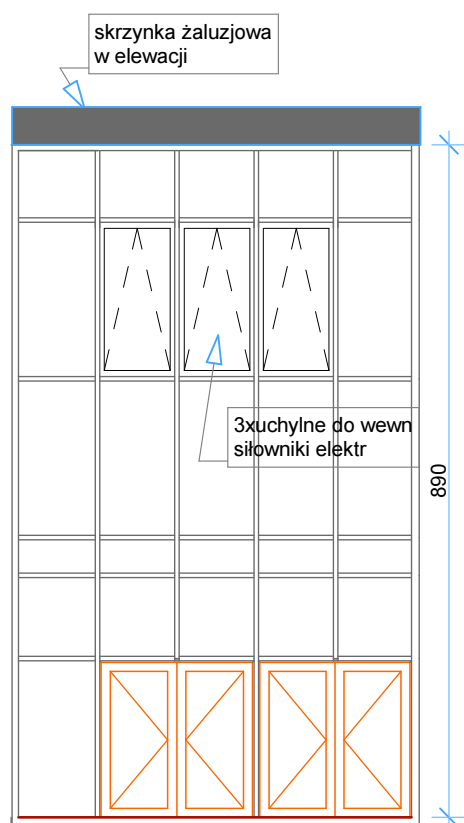 skrzynka żaluzjowa
w elewacji
3xuchylne do wewn
siłowniki elektr
890